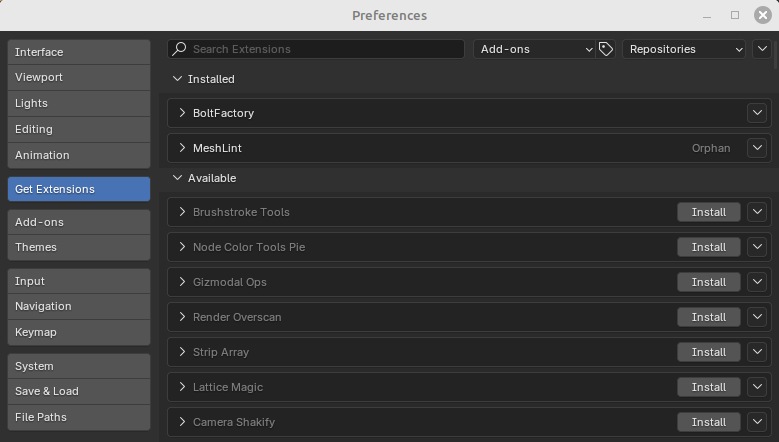 Preferences
Interface
Viewport
Lights
Editing
Animation
Get Extensions
Add-ons
Themes
Input
Navigation
Keymap
System
Save & Load
File Paths
Search Extensions
Add-ons
Repositories
Installed
BoltFactory
MeshLint Orphan
Available
Brushstroke Tools Install
Node Color Tools Pie Install
Gizmodal Ops Install
Render Overscan Install
Strip Array Install
Lattice Magic Install
Camera Shakify Install